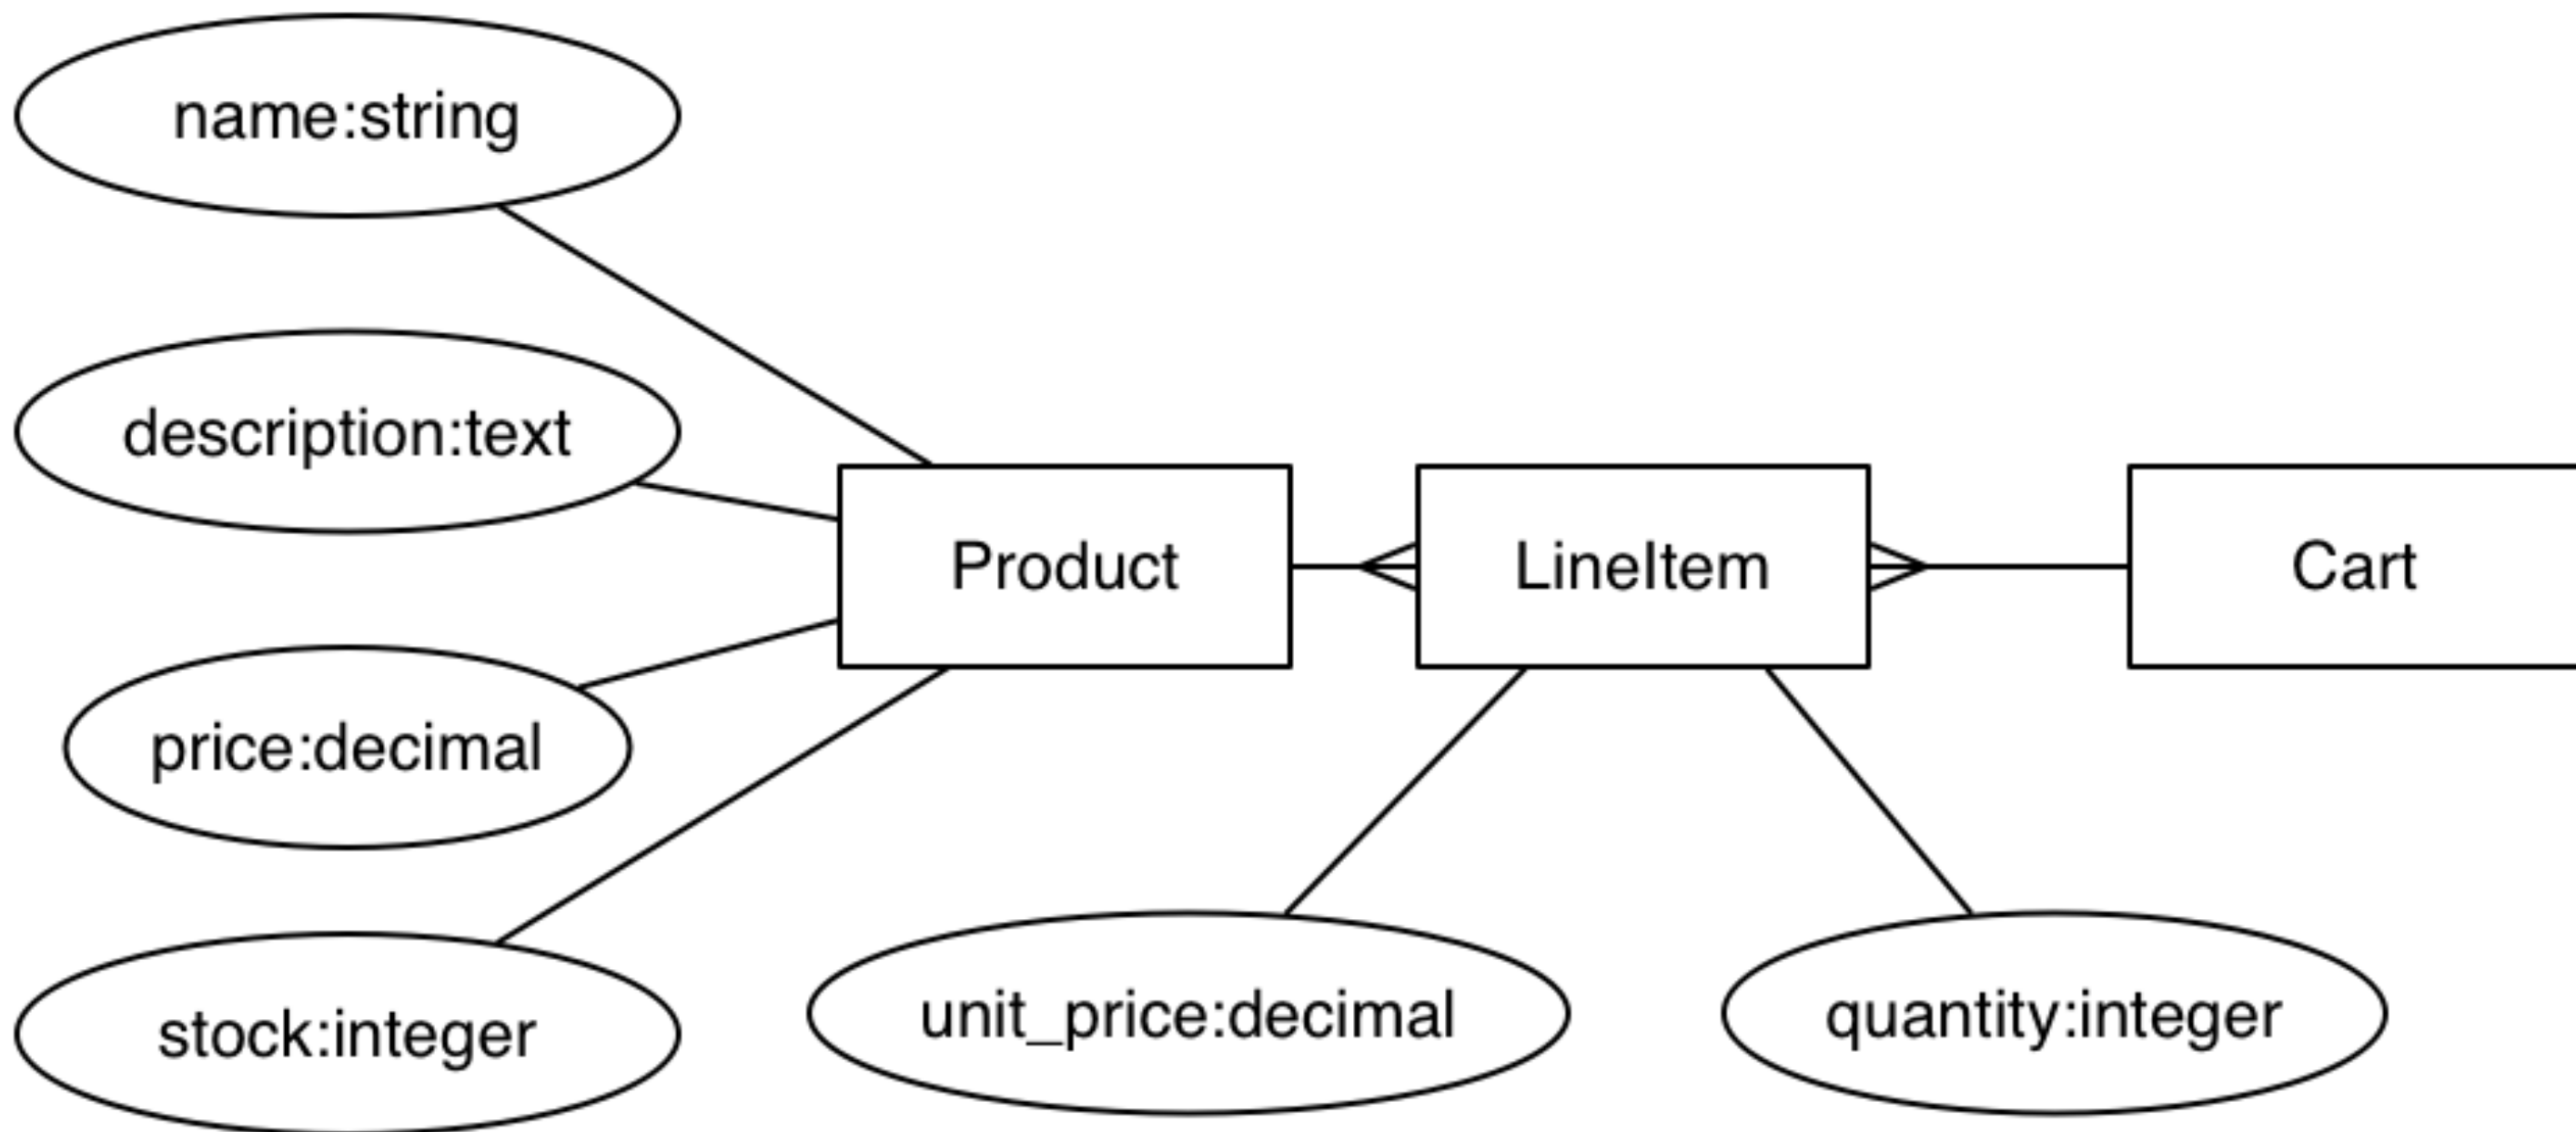 name:string
description:text
Product
LineItem
Cart
price:decimal
stock:integer
unit_price:decimal
quantity:integer